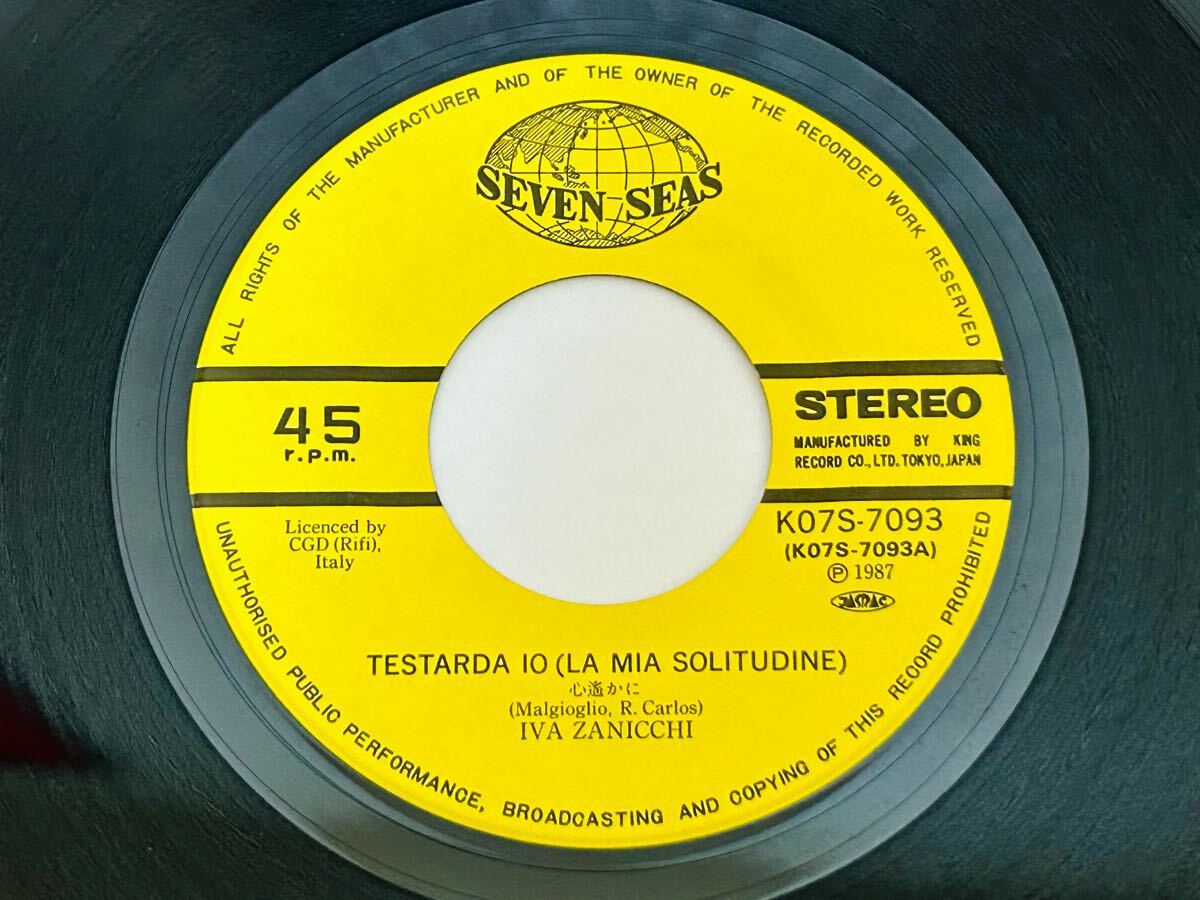 ALL RIGHTS OF THE MANUFACTURER AND OF THE OWNER OF THE RECORDED WORK RESERVED
SEVEN SEAS
45
r.p.m.
STEREO
MANUFACTURED BY KING
RECORD CO., LTD. TOKYO, JAPAN
Licenced by
CGD (Rifi),
Italy
K07S-7093
(K07S-7093A)
Ⓟ 1987
TESTARDA IO (LA MIA SOLITUDINE)
心遙かに
(Malgioglio, R. Carlos)
IVA ZANICCHI
UNAUTHORISED PUBLIC PERFORMANCE, BROADCASTING AND COPYING OF THIS RECORD PROHIBITED